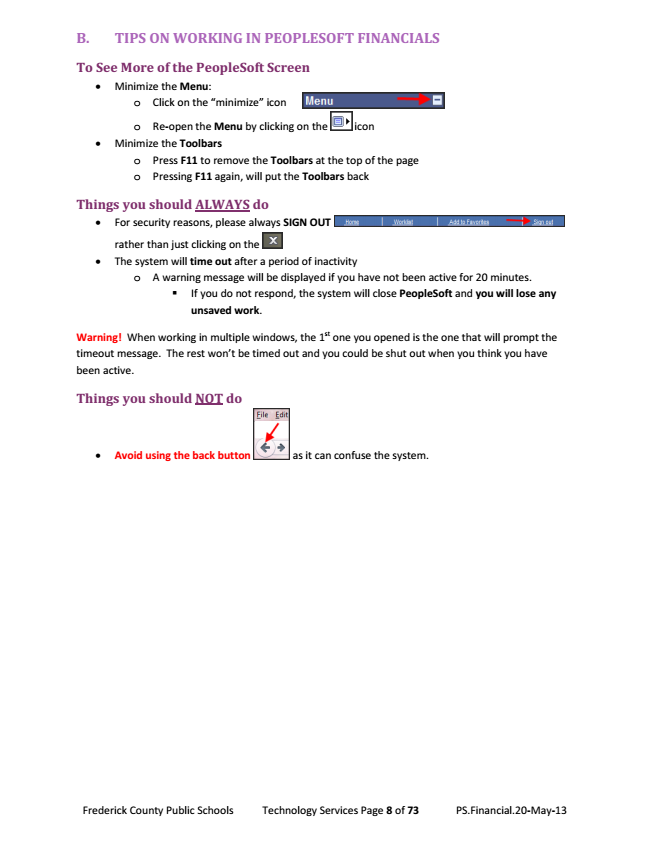 B. TIPS ON WORKING IN PEOPLESOFT FINANCIALS
To See More of the PeopleSoft Screen
• Minimize the Menu:
o Click on the “minimize” icon Menu
o Re-open the Menu by clicking on the icon
• Minimize the Toolbars
o Press F11 to remove the Toolbars at the top of the page
o Pressing F11 again, will put the Toolbars back
Things you should ALWAYS do
• For security reasons, please always SIGN OUT Home Worklist Add to Favorites Sign out
rather than just clicking on the X
• The system will time out after a period of inactivity
o A warning message will be displayed if you have not been active for 20 minutes.
▪ If you do not respond, the system will close PeopleSoft and you will lose any
unsaved work.
Warning! When working in multiple windows, the 1st one you opened is the one that will prompt the
timeout message. The rest won’t be timed out and you could be shut out when you think you have
been active.
Things you should NOT do
File Edit
• Avoid using the back button as it can confuse the system.
Frederick County Public Schools Technology Services Page 8 of 73 PS.Financial.20-May-13